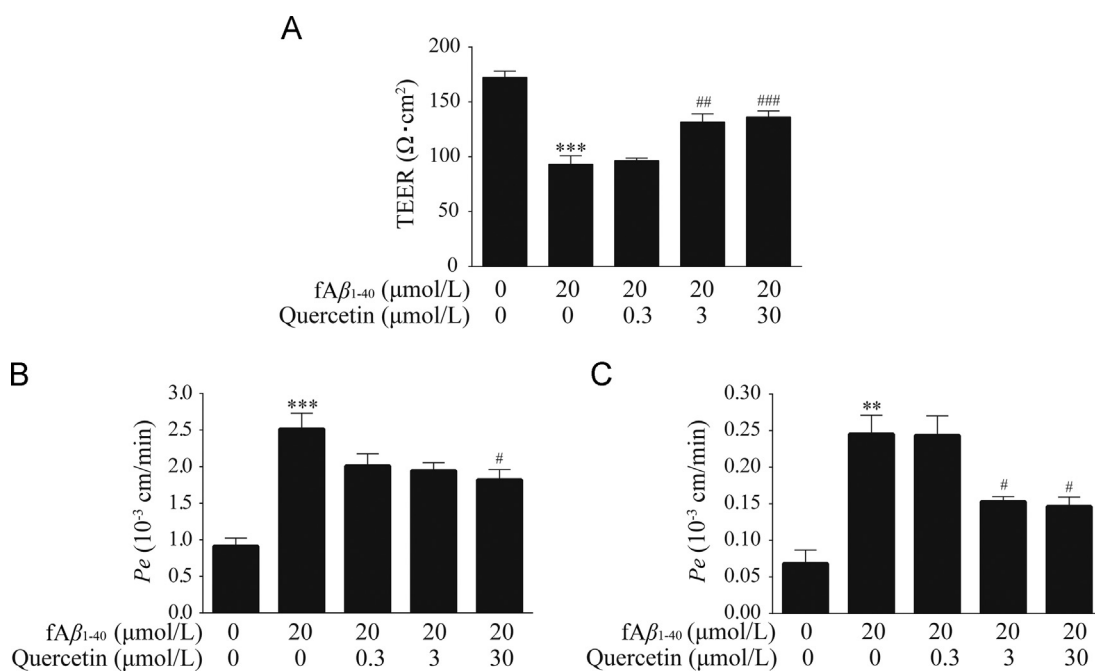 A
TEER (Ω·cm²)
200
150
100
50
0
***
##
###
fAβ1-40 (μmol/L) 0 20 20 20 20
Quercetin (μmol/L) 0 0 0.3 3 30
B
Pe (10⁻³ cm/min)
3.0
2.5
2.0
1.5
1.0
0.5
0.0
***
#
fAβ1-40 (μmol/L) 0 20 20 20 20
Quercetin (μmol/L) 0 0 0.3 3 30
C
Pe (10⁻³ cm/min)
0.30
0.25
0.20
0.15
0.10
0.05
0.00
**
#
#
fAβ1-40 (μmol/L) 0 20 20 20 20
Quercetin (μmol/L) 0 0 0.3 3 30